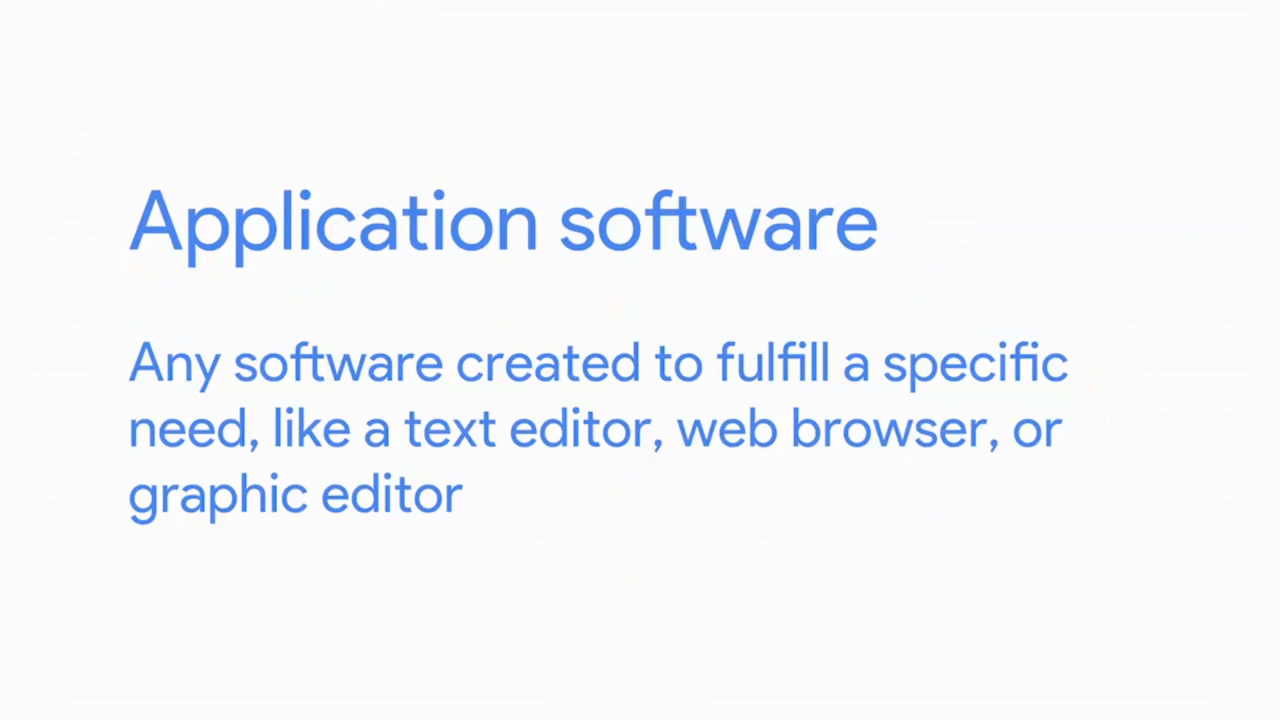 Application software
Any software created to fulfill a specific
need, like a text editor, web browser, or
graphic editor